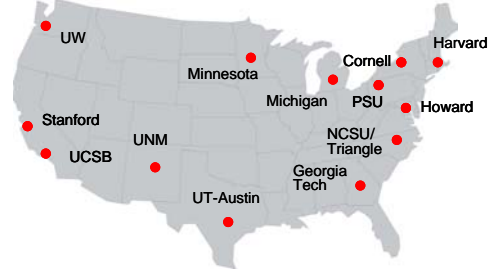 Harvard
UW
Cornell
Minnesota
Michigan
PSU
Howard
Stanford
UNM
NCSU/
Triangle
UCSB
Georgia
Tech
UT-Austin